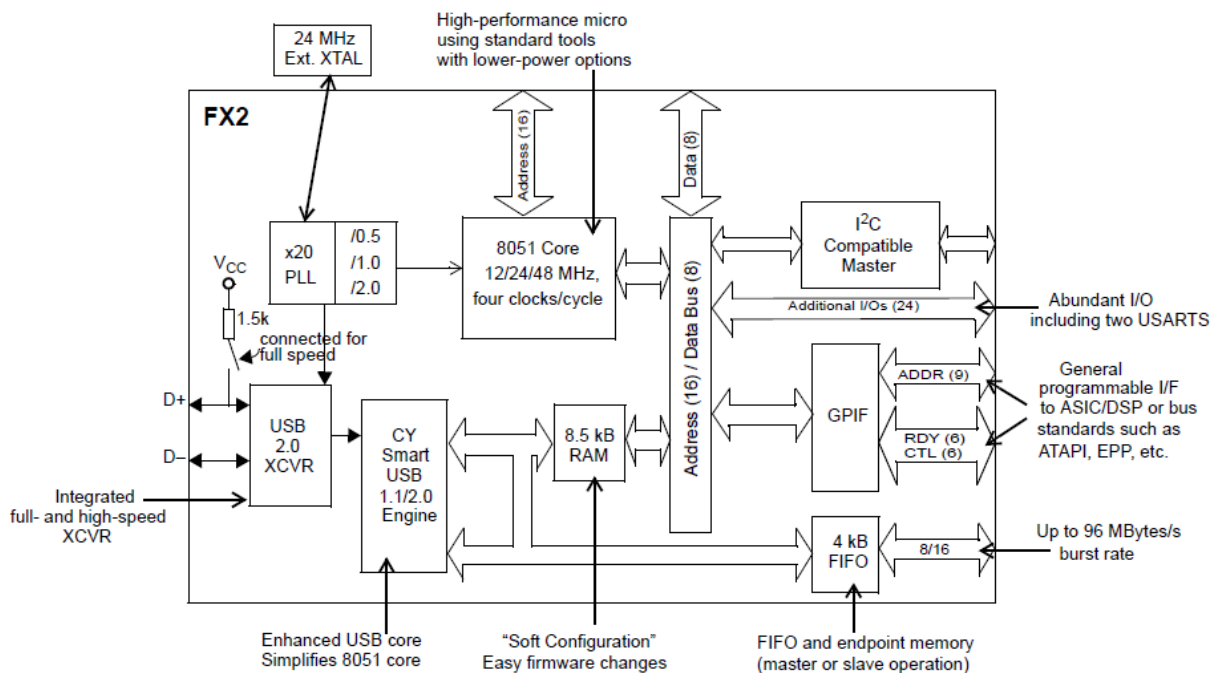 High-performance micro
using standard tools
with lower-power options
24 MHz
Ext. XTAL
FX2
Address (16)
Data (8)
x20
PLL
/0.5
/1.0
/2.0
8051 Core
12/24/48 MHz,
four clocks/cycle
I²C
Compatible
Master
VCC
1.5k
connected for
full speed
Additional I/Os (24)
Abundant I/O
including two USARTS
Address (16) / Data Bus (8)
D+
D–
USB
2.0
XCVR
CY
Smart
USB
1.1/2.0
Engine
8.5 kB
RAM
GPIF
ADDR (9)
RDY (6)
CTL (6)
General
programmable I/F
to ASIC/DSP or bus
standards such as
ATAPI, EPP, etc.
Integrated
full- and high-speed
XCVR
4 kB
FIFO
8/16
Up to 96 MBytes/s
burst rate
Enhanced USB core
Simplifies 8051 core
“Soft Configuration”
Easy firmware changes
FIFO and endpoint memory
(master or slave operation)